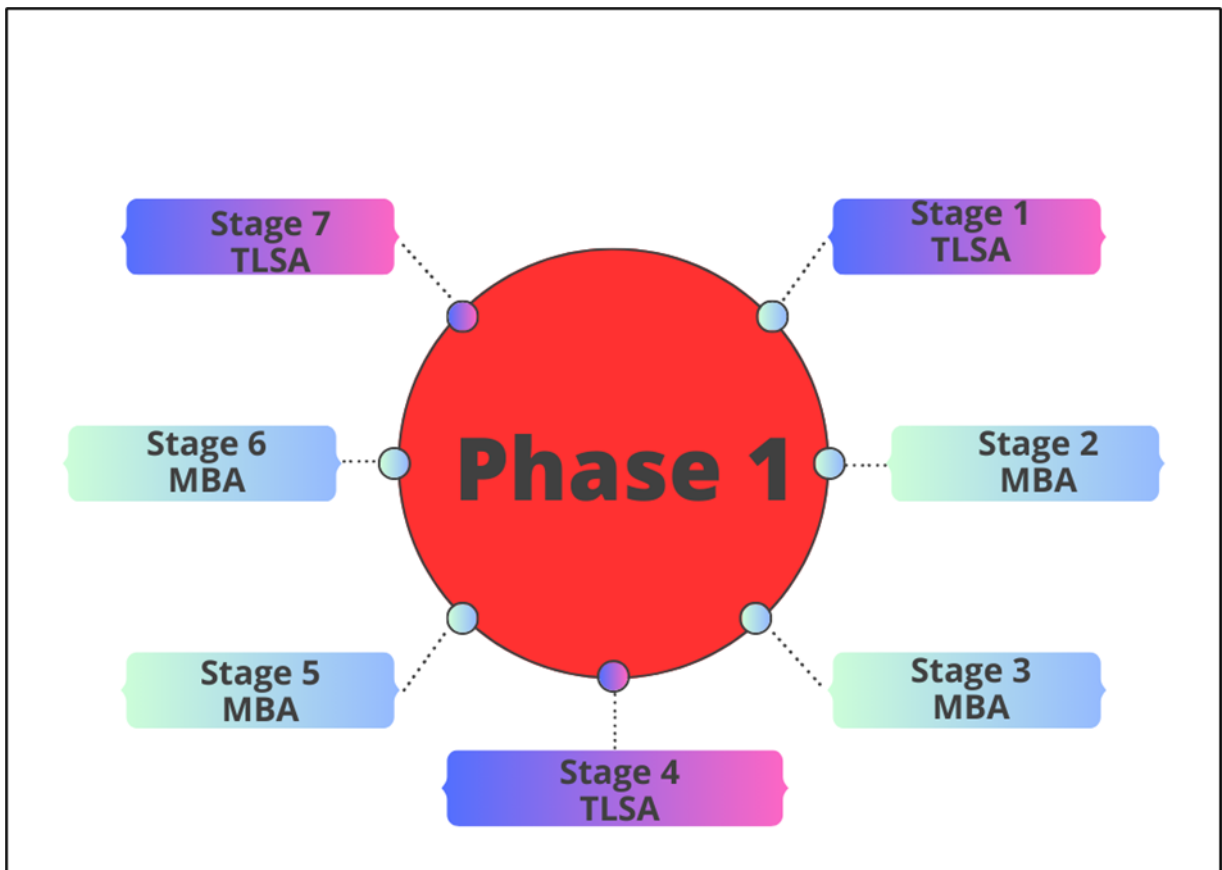 Phase 1
Stage 1
TLSA
Stage 2
MBA
Stage 3
MBA
Stage 4
TLSA
Stage 5
MBA
Stage 6
MBA
Stage 7
TLSA